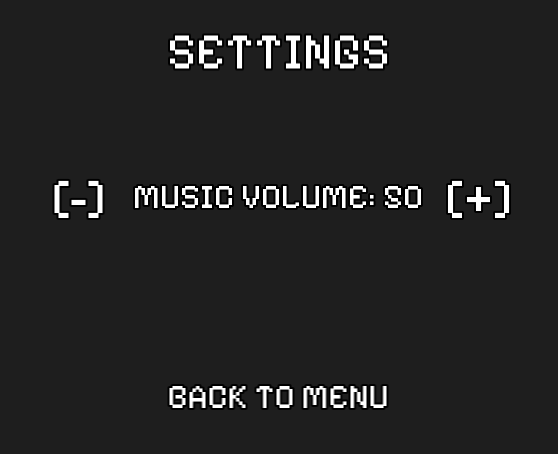 SETTINGS
[-] MUSIC VOLUME: 50 [+]
BACK TO MENU